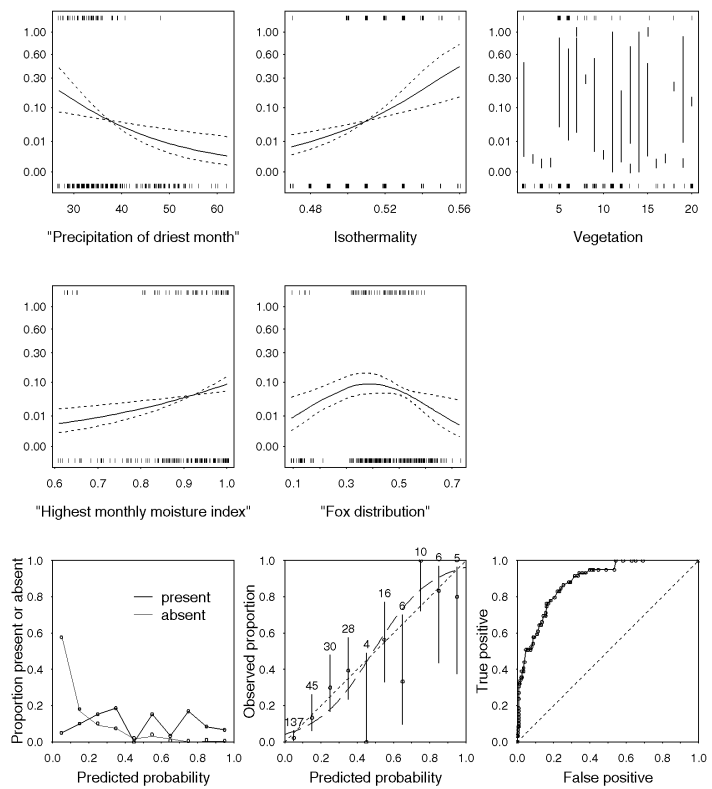 1.00
0.60
0.30
0.10
0.01
0.00
30 40 50 60
"Precipitation of driest month"
1.00
0.60
0.30
0.10
0.01
0.00
0.48 0.52 0.56
Isothermality
1.00
0.60
0.30
0.10
0.01
0.00
5 10 15 20
Vegetation
1.00
0.60
0.30
0.10
0.01
0.00
0.6 0.7 0.8 0.9 1.0
"Highest monthly moisture index"
1.00
0.60
0.30
0.10
0.01
0.00
0.1 0.3 0.5 0.7
"Fox distribution"
Proportion present or absent
1.0
0.8
0.6
0.4
0.2
0.0
present
absent
0.0 0.2 0.4 0.6 0.8 1.0
Predicted probability
Observed proportion
1.0
0.8
0.6
0.4
0.2
0.0
137
45
30
28
4
16
6
10
6
5
0.0 0.2 0.4 0.6 0.8 1.0
Predicted probability
True positive
1.0
0.8
0.6
0.4
0.2
0.0
0.0 0.2 0.4 0.6 0.8 1.0
False positive